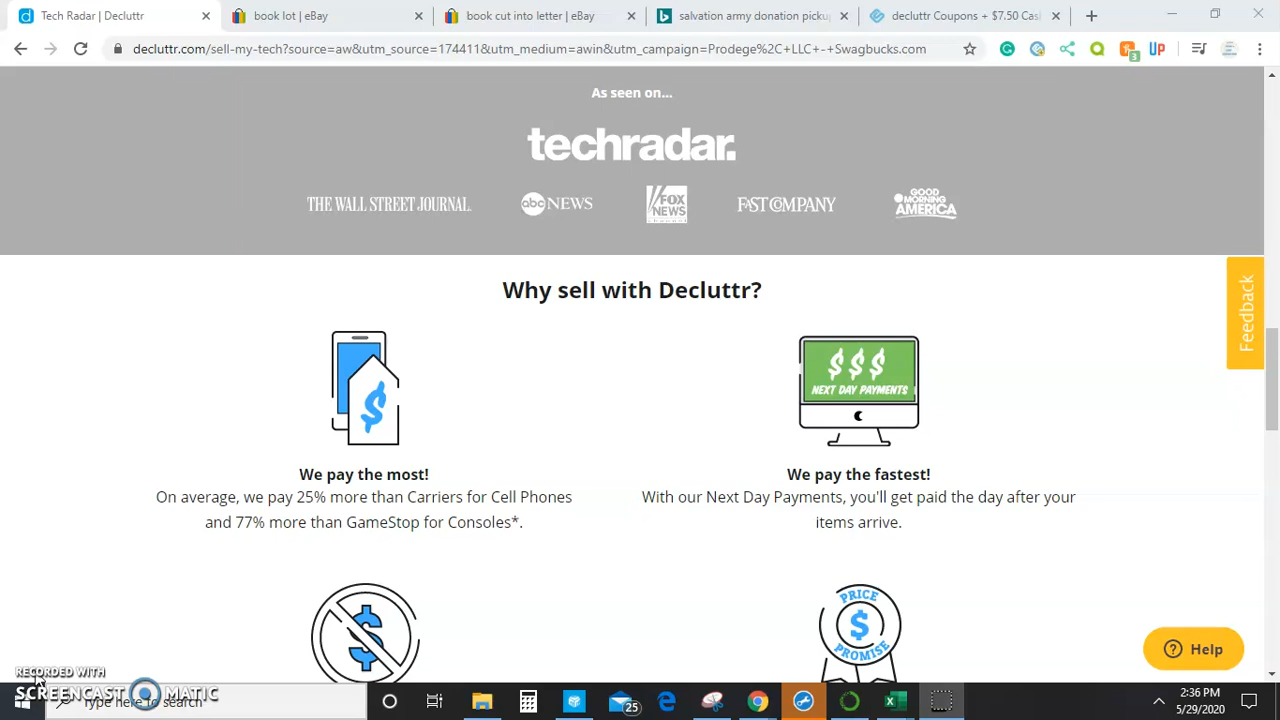 Tech Radar | Decluttr
book lot | eBay
book cut into letter | eBay
salvation army donation pickup
decluttr Coupons + $7.50 Cas
decluttr.com/sell-my-tech?source=aw&utm_source=174411&utm_medium=awin&utm_campaign=Prodege%2C+LLC+-+Swagbucks.com
3
UP
As seen on...
techradar.
THE WALL STREET JOURNAL.
abc NEWS
FOX
NEWS
channel
FAST COMPANY
GOOD
MORNING
AMERICA
Why sell with Decluttr?
Feedback
$
$ $ $
NEXT DAY PAYMENTS
We pay the most!
On average, we pay 25% more than Carriers for Cell Phones
and 77% more than GameStop for Consoles*.
We pay the fastest!
With our Next Day Payments, you'll get paid the day after your
items arrive.
$
PRICE
$
PROMISE
Help
RECORDED WITH
SCREENCAST MATIC
Type here to search
25
2:36 PM
5/29/2020